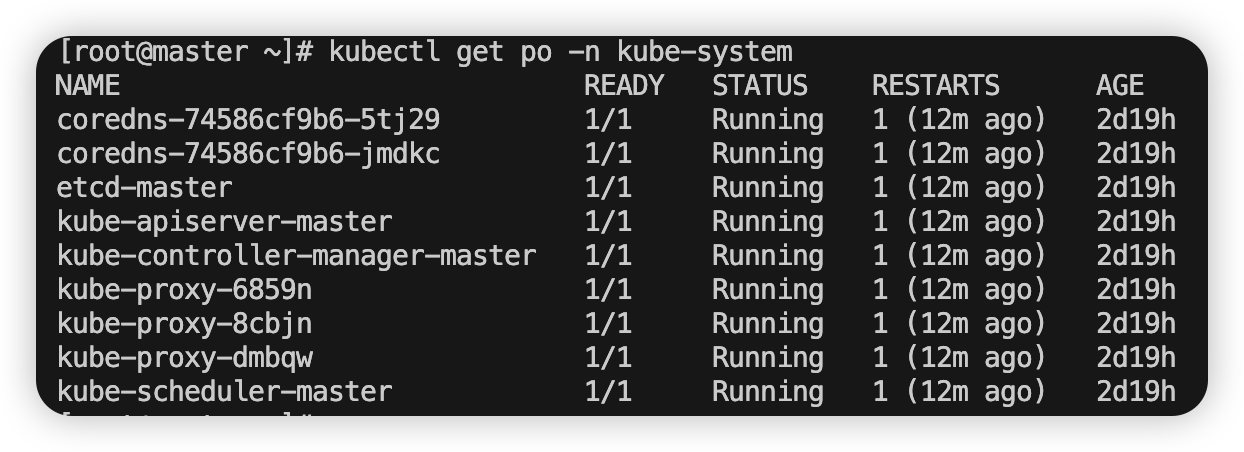 [root@master ~]# kubectl get po -n kube-system
NAME READY STATUS RESTARTS AGE
coredns-74586cf9b6-5tj29 1/1 Running 1 (12m ago) 2d19h
coredns-74586cf9b6-jmdkc 1/1 Running 1 (12m ago) 2d19h
etcd-master 1/1 Running 1 (12m ago) 2d19h
kube-apiserver-master 1/1 Running 1 (12m ago) 2d19h
kube-controller-manager-master 1/1 Running 1 (12m ago) 2d19h
kube-proxy-6859n 1/1 Running 1 (12m ago) 2d19h
kube-proxy-8cbjn 1/1 Running 1 (12m ago) 2d19h
kube-proxy-dmbqw 1/1 Running 1 (12m ago) 2d19h
kube-scheduler-master 1/1 Running 1 (12m ago) 2d19h